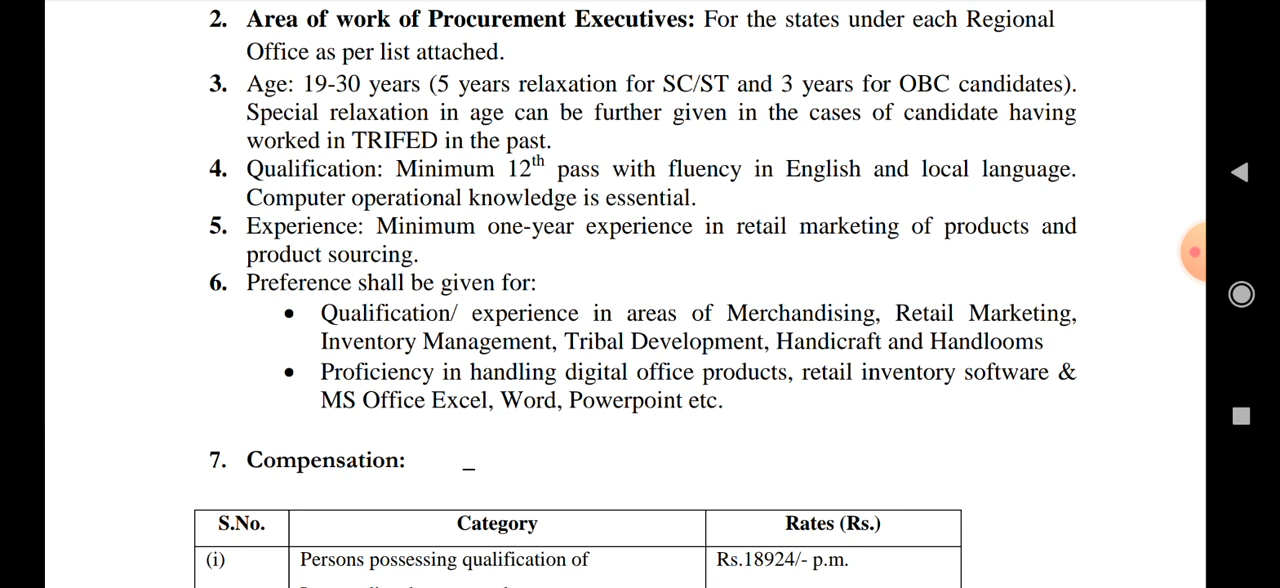 2. Area of work of Procurement Executives: For the states under each Regional
Office as per list attached.
3. Age: 19-30 years (5 years relaxation for SC/ST and 3 years for OBC candidates).
Special relaxation in age can be further given in the cases of candidate having
worked in TRIFED in the past.
4. Qualification: Minimum 12th pass with fluency in English and local language.
Computer operational knowledge is essential.
5. Experience: Minimum one-year experience in retail marketing of products and
product sourcing.
6. Preference shall be given for:
• Qualification/ experience in areas of Merchandising, Retail Marketing,
Inventory Management, Tribal Development, Handicraft and Handlooms
• Proficiency in handling digital office products, retail inventory software &
MS Office Excel, Word, Powerpoint etc.
7. Compensation: _
S.No. Category Rates (Rs.)
(i) Persons possessing qualification of Rs.18924/- p.m.